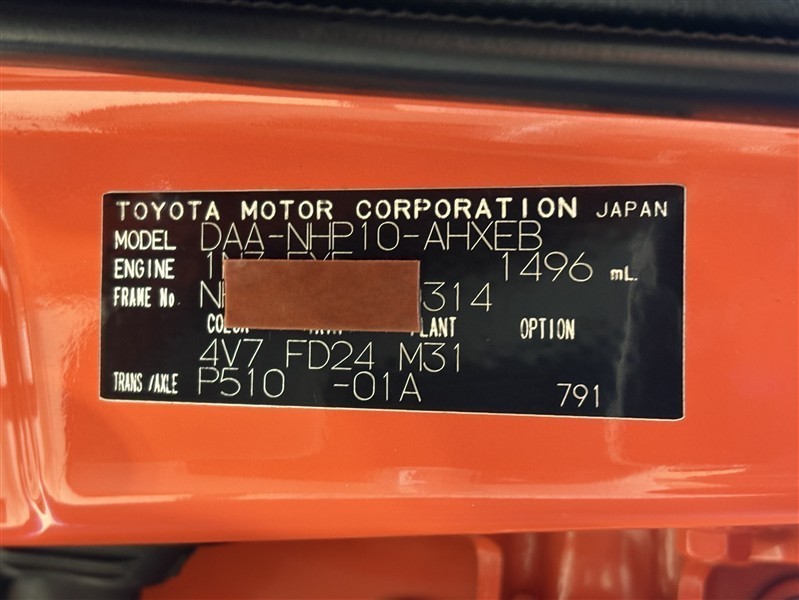 TOYOTA MOTOR CORPORATION JAPAN
MODEL DAA-NHP10-AHXEB
ENGINE 1496 mL
FRAME No 314
COLOR PLANT OPTION
4V7 FD24 M31
TRANS/AXLE P510 -01A 791